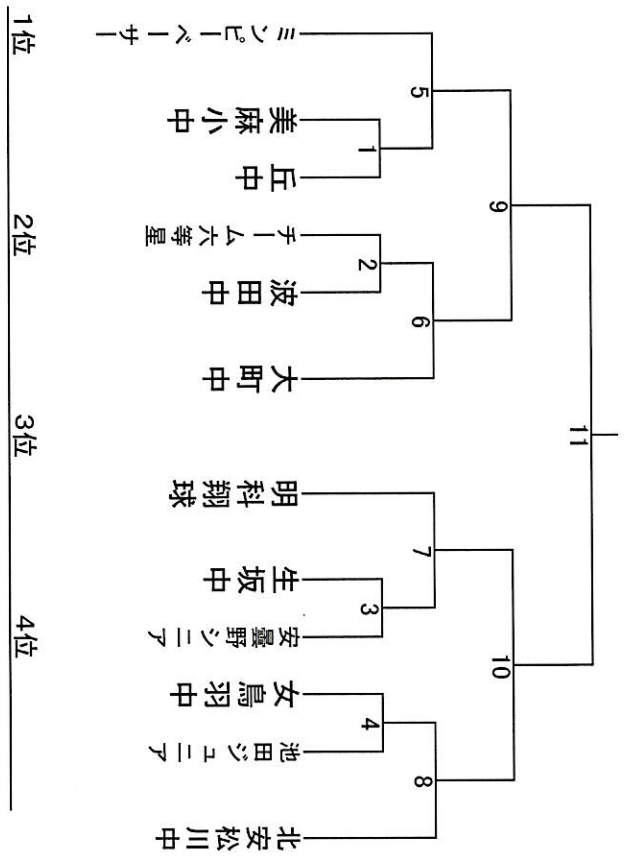 11
9
10
5
6
7
8
1
2
3
4
ミンピーベーサー
美麻小中
丘中
チーム六等星
波田中
大町中
明科翔球
生坂中
安曇野シニア
女鳥羽中
池田ジュニア
北安松川中
1位
2位
3位
4位